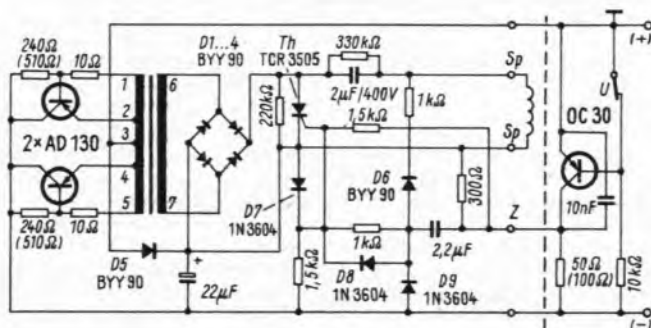 240Ω
(510Ω)
10Ω
2×AD 130
240Ω
(510Ω)
10Ω
1
2
3
4
5
6
7
D1...4
BYY 90
D5
BYY 90
+
22µF
Th
TCR 3505
220kΩ
330kΩ
2µF/400V
1,5kΩ
1kΩ
D7
1N3604
D6
BYY 90
300Ω
1kΩ
2,2µF
1,5kΩ
D8
1N 3604
D9
1N3604
Sp
Sp
Z
OC 30
U
10nF
50Ω
(100Ω)
10kΩ
(+)
(−)